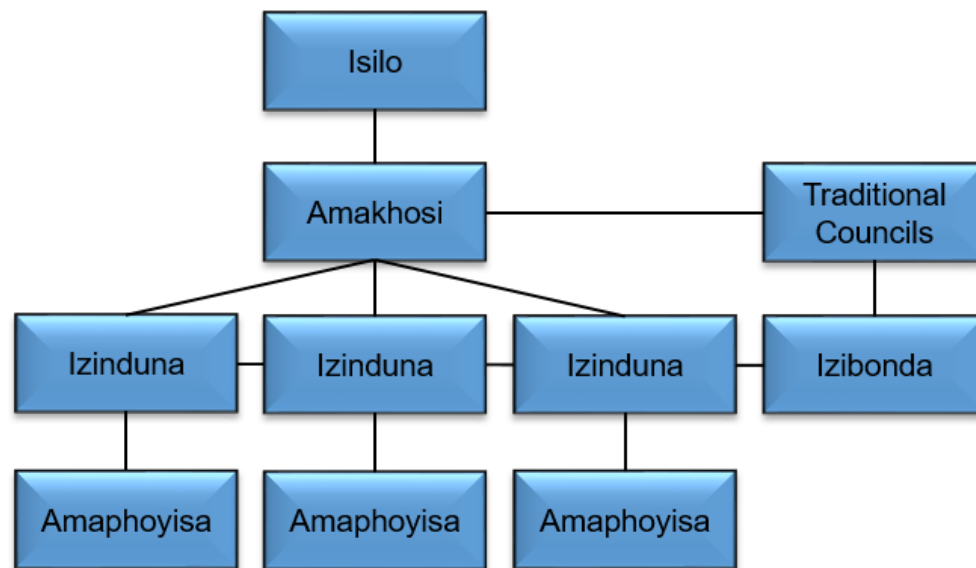 Isilo
Amakhosi
Traditional
Councils
Izinduna
Izinduna
Izinduna
Izibonda
Amaphoyisa
Amaphoyisa
Amaphoyisa